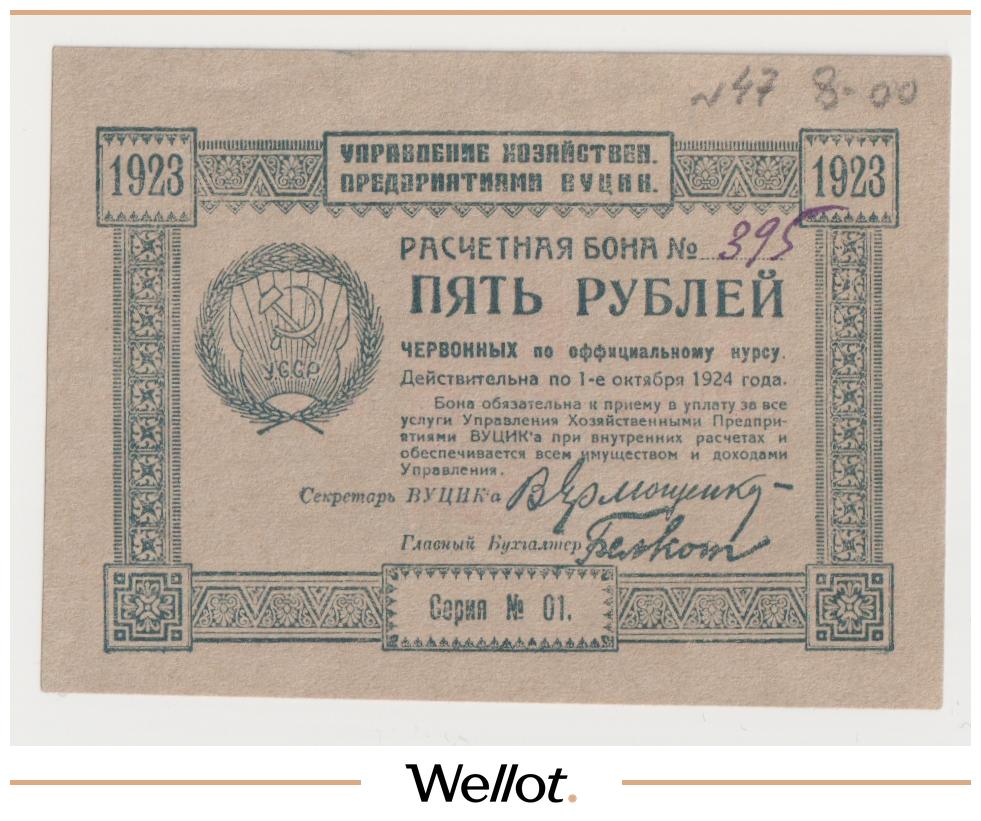 №47 8-00
1923
УПРАВЛЕНИЕ ХОЗЯЙСТВЕН.
ПРЕДПРИЯТИЯМИ ВУЦИК.
1923
РАСЧЕТНАЯ БОНА № 395
ПЯТЬ РУБЛЕЙ
ЧЕРВОННЫХ по оффициальному курсу.
Действительна по 1-е октября 1924 года.
Бона обязательна к приему в уплату за все
услуги Управления Хозяйственными Предпри-
ятиями ВУЦИК'а при внутренних расчетах и
обеспечивается всем имуществом и доходами
Управления.
У.С.С.Р
Секретарь ВУЦИК'а В Ярмощенко
Главный Бухгалтер
Серия № 01.
Wellot.